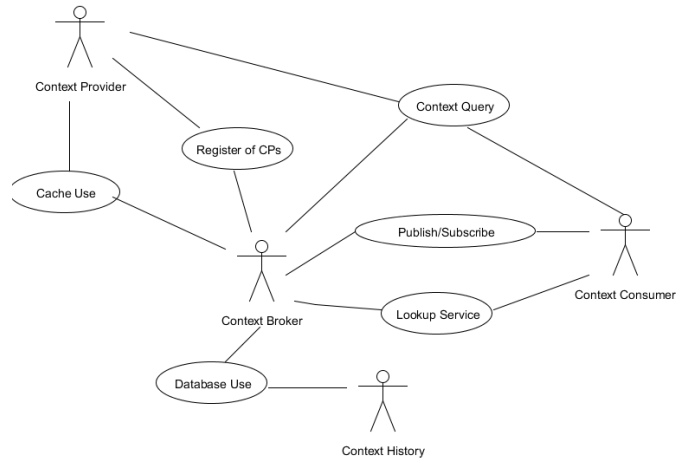 Context Provider
Context Query
Register of CPs
Cache Use
Publish/Subscribe
Context Consumer
Context Broker
Lookup Service
Database Use
Context History